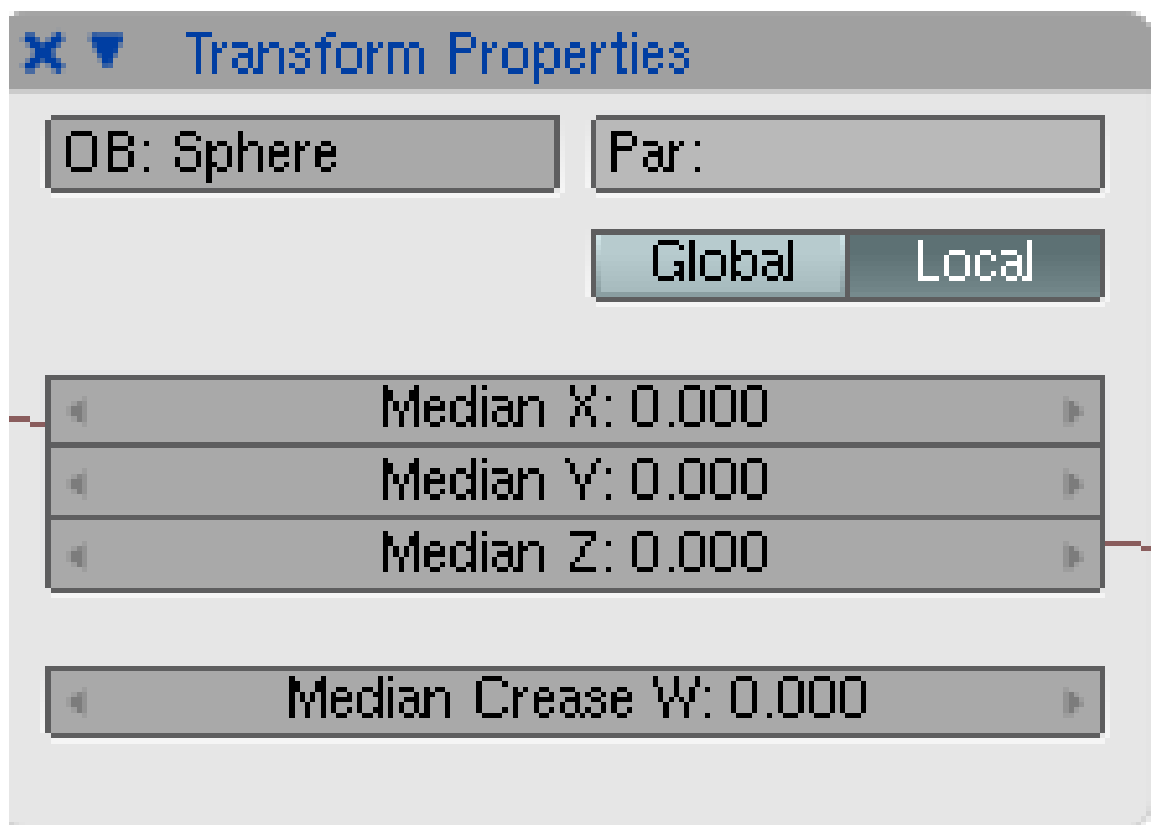 Transform Properties
OB: Sphere
Par:
Global
Local
Median X: 0.000
Median Y: 0.000
Median Z: 0.000
Median Crease W: 0.000